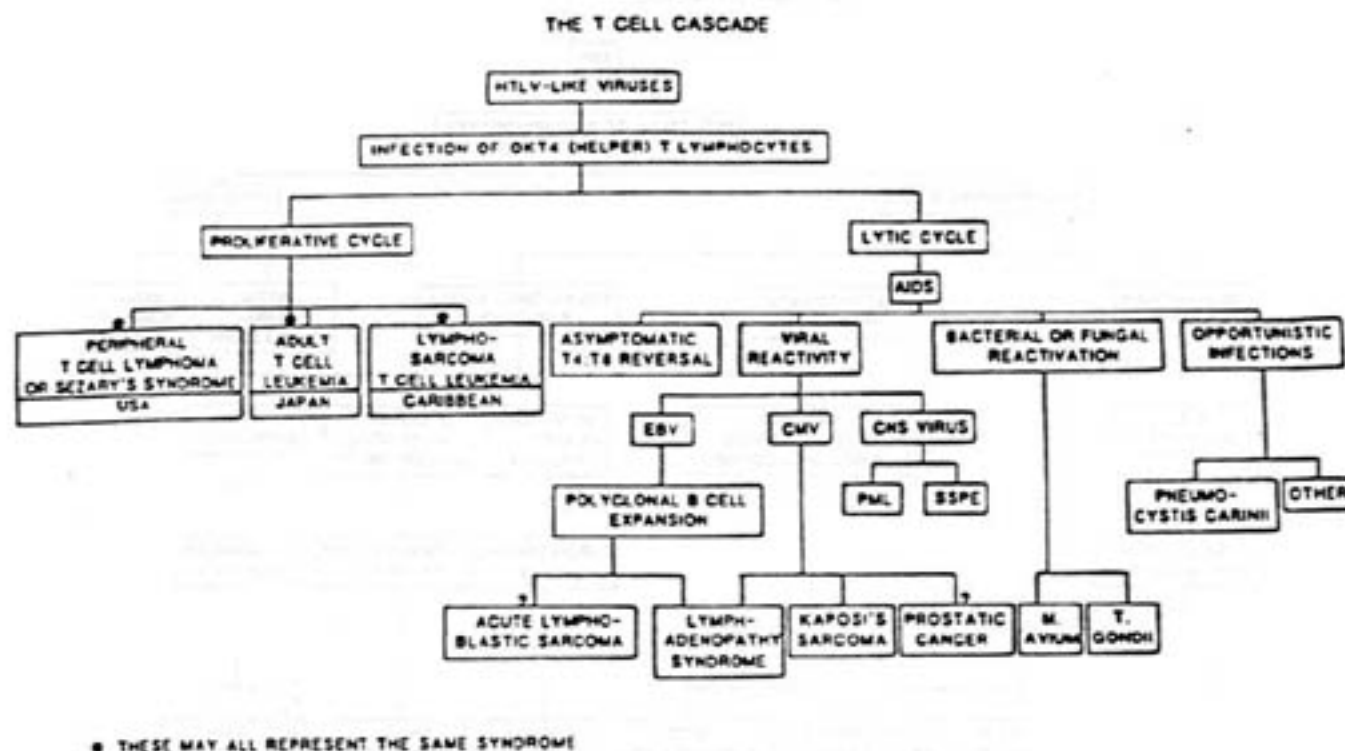 THE T CELL CASCADE
HTLV-LIKE VIRUSES
INFECTION OF OKT4 (HELPER) T LYMPHOCYTES
PROLIFERATIVE CYCLE
LYTIC CYCLE
AIDS
PERIPHERAL
T CELL LYMPHOMA
OR SEZARY'S SYNDROME
USA
ADULT
T CELL
LEUKEMIA
JAPAN
LYMPHO-
SARCOMA
T CELL LEUKEMIA
CARIBBEAN
ASYMPTOMATIC
T4:T8 REVERSAL
VIRAL
REACTIVITY
BACTERIAL OR FUNGAL
REACTIVATION
OPPORTUNISTIC
INFECTIONS
EBV
CMV
CNS VIRUS
POLYCLONAL B CELL
EXPANSION
PML
SSPE
PNEUMO-
CYSTIS CARINII
OTHER
?
ACUTE LYMPHO-
BLASTIC SARCOMA
LYMPH-
ADENOPATHY
SYNDROME
KAPOSI'S
SARCOMA
?
PROSTATIC
CANCER
M.
AVIUM
T.
GONDII
● THESE MAY ALL REPRESENT THE SAME SYNDROME